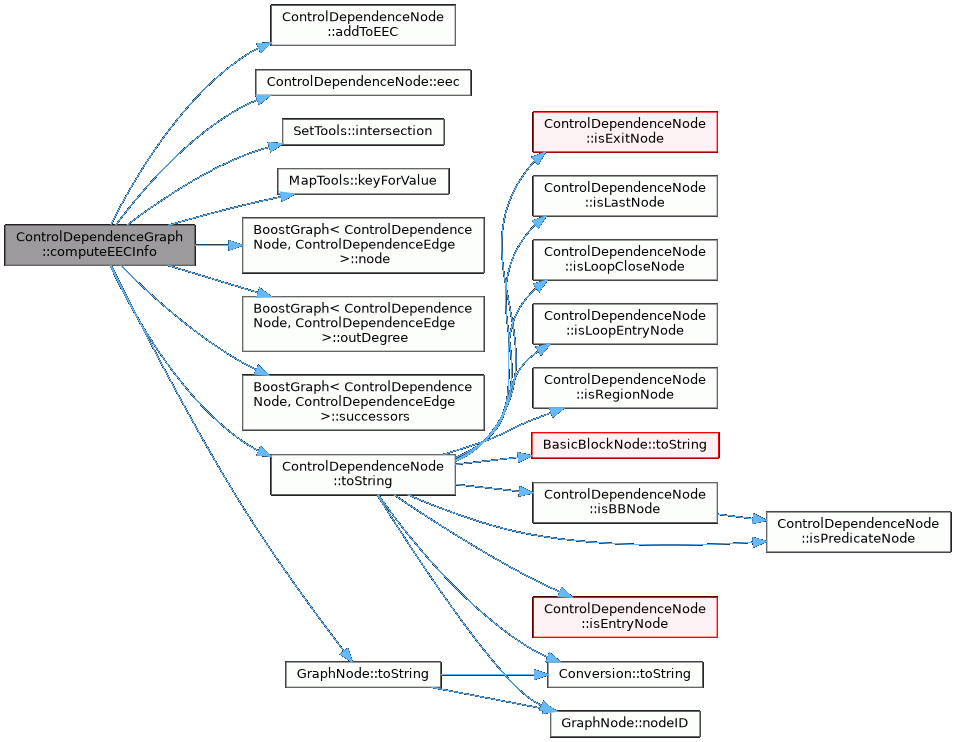 ControlDependenceNode
::addToEEC
ControlDependenceNode::eec
SetTools::intersection
MapTools::keyForValue
ControlDependenceGraph
::computeEECInfo
BoostGraph< ControlDependence
Node, ControlDependenceEdge
>::node
BoostGraph< ControlDependence
Node, ControlDependenceEdge
>::outDegree
BoostGraph< ControlDependence
Node, ControlDependenceEdge
>::successors
ControlDependenceNode
::toString
GraphNode::toString
ControlDependenceNode
::isExitNode
ControlDependenceNode
::isLastNode
ControlDependenceNode
::isLoopCloseNode
ControlDependenceNode
::isLoopEntryNode
ControlDependenceNode
::isRegionNode
BasicBlockNode::toString
ControlDependenceNode
::isBBNode
ControlDependenceNode
::isPredicateNode
ControlDependenceNode
::isEntryNode
Conversion::toString
GraphNode::nodeID